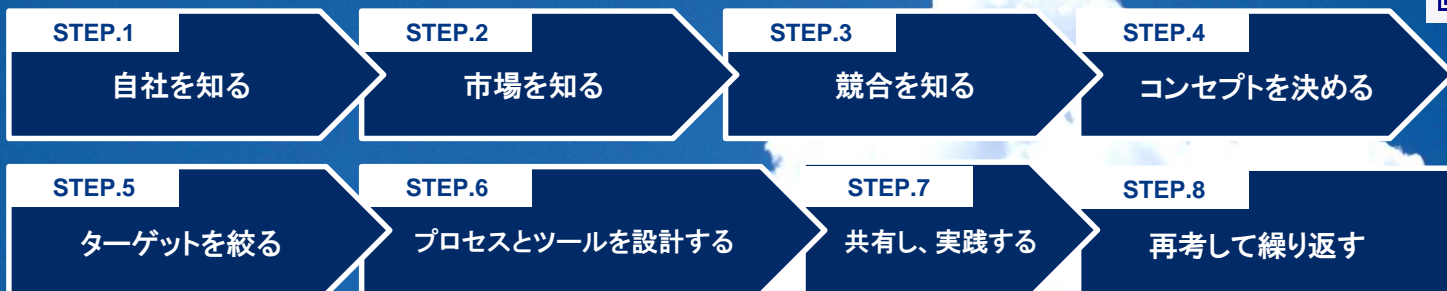 STEP.1
自社を知る
STEP.2
市場を知る
STEP.3
競合を知る
STEP.4
コンセプトを決める
STEP.5
ターゲットを絞る
STEP.6
プロセスとツールを設計する
STEP.7
共有し、実践する
STEP.8
再考して繰り返す